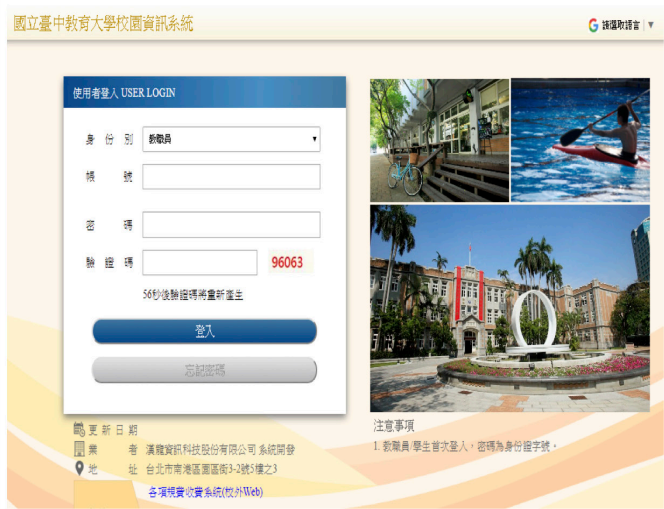 國立臺中教育大學校園資訊系統
請選取語言 ▼
使用者登入 USER LOGIN
身份別 教職員
帳號
密碼
驗證碼 96063
56秒後驗證碼將重新產生
登入
忘記密碼
更新日期
業者 漢龍資訊科技股份有限公司 系統開發
地址 台北市南港區園區街3-2號5樓之3
各項規費收費系統(校外Web)
注意事項
1. 教職員/學生首次登入，密碼為身份證字號。